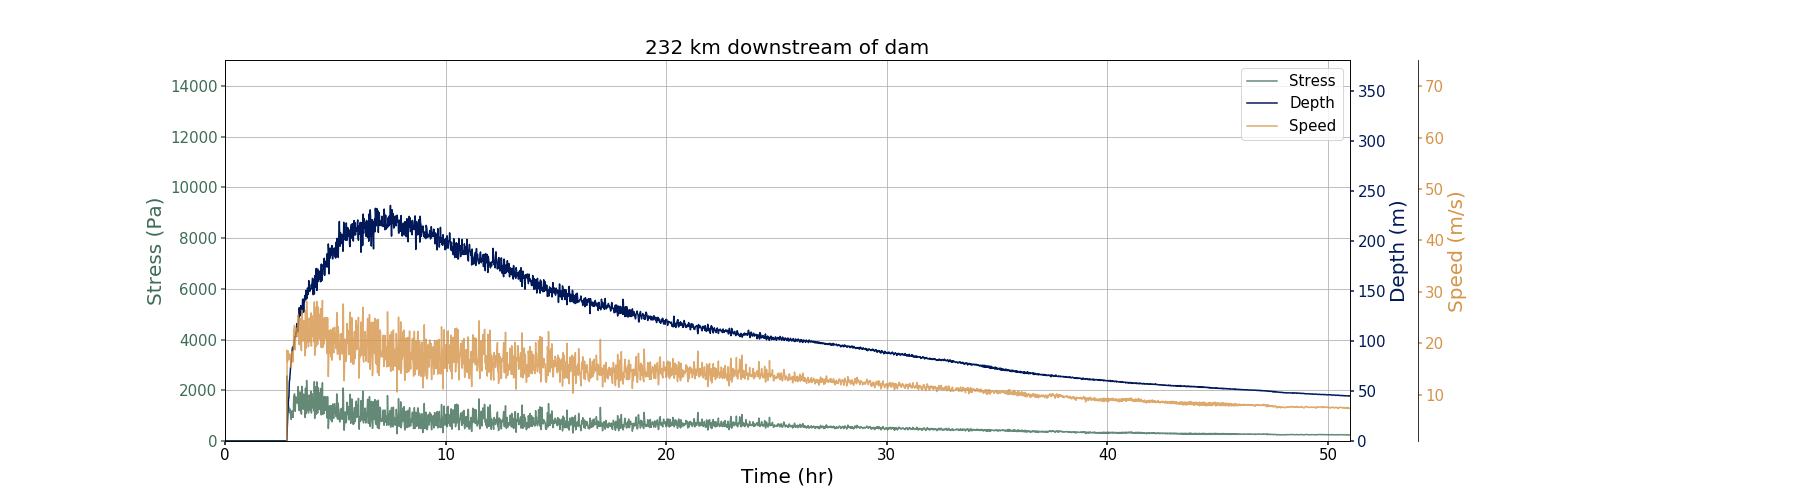 232 km downstream of dam
Stress (Pa)
14000
12000
10000
8000
6000
4000
2000
0
Stress
Depth
Speed
350
300
250
200
150
100
50
0
Depth (m)
70
60
50
40
30
20
10
Speed (m/s)
0 10 20 30 40 50
Time (hr)